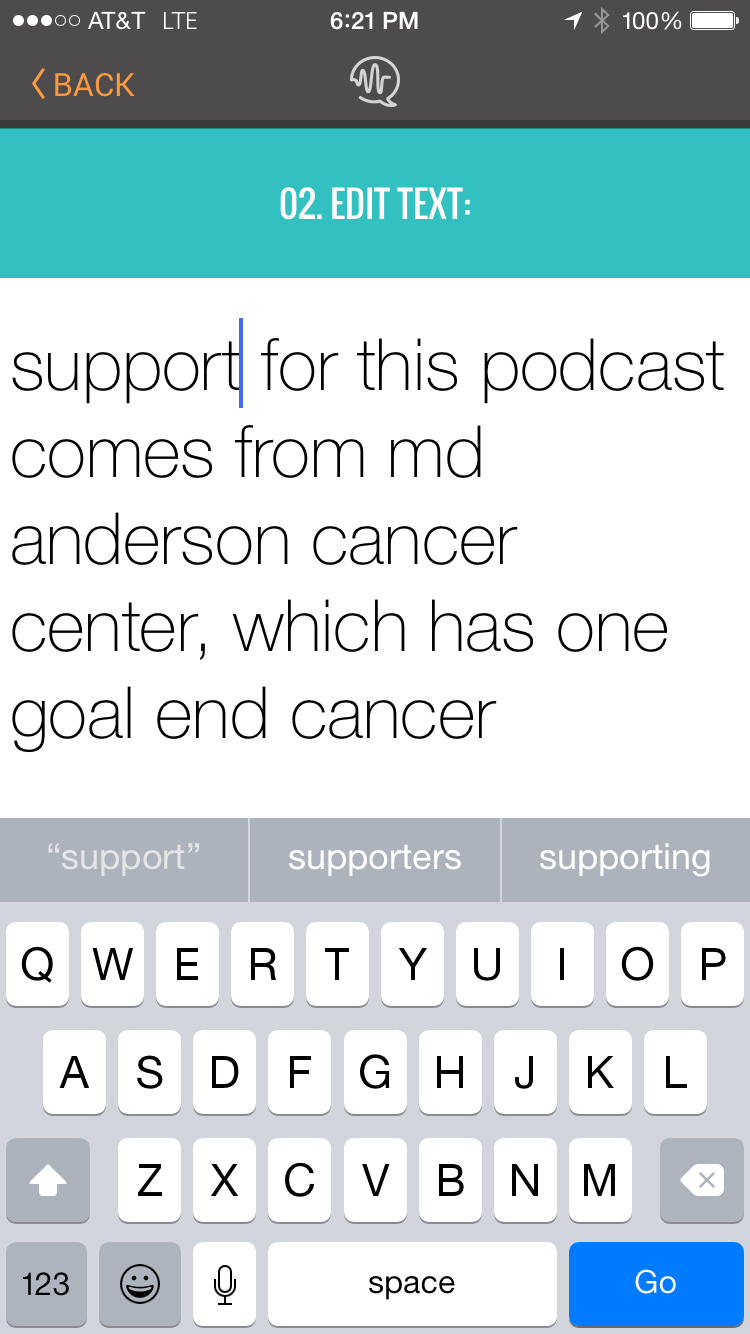 AT&T LTE 6:21 PM 100%
BACK
02. EDIT TEXT:
support for this podcast
comes from md
anderson cancer
center, which has one
goal end cancer
“support” supporters supporting
Q W E R T Y U I O P
A S D F G H J K L
Z X C V B N M
123 space Go